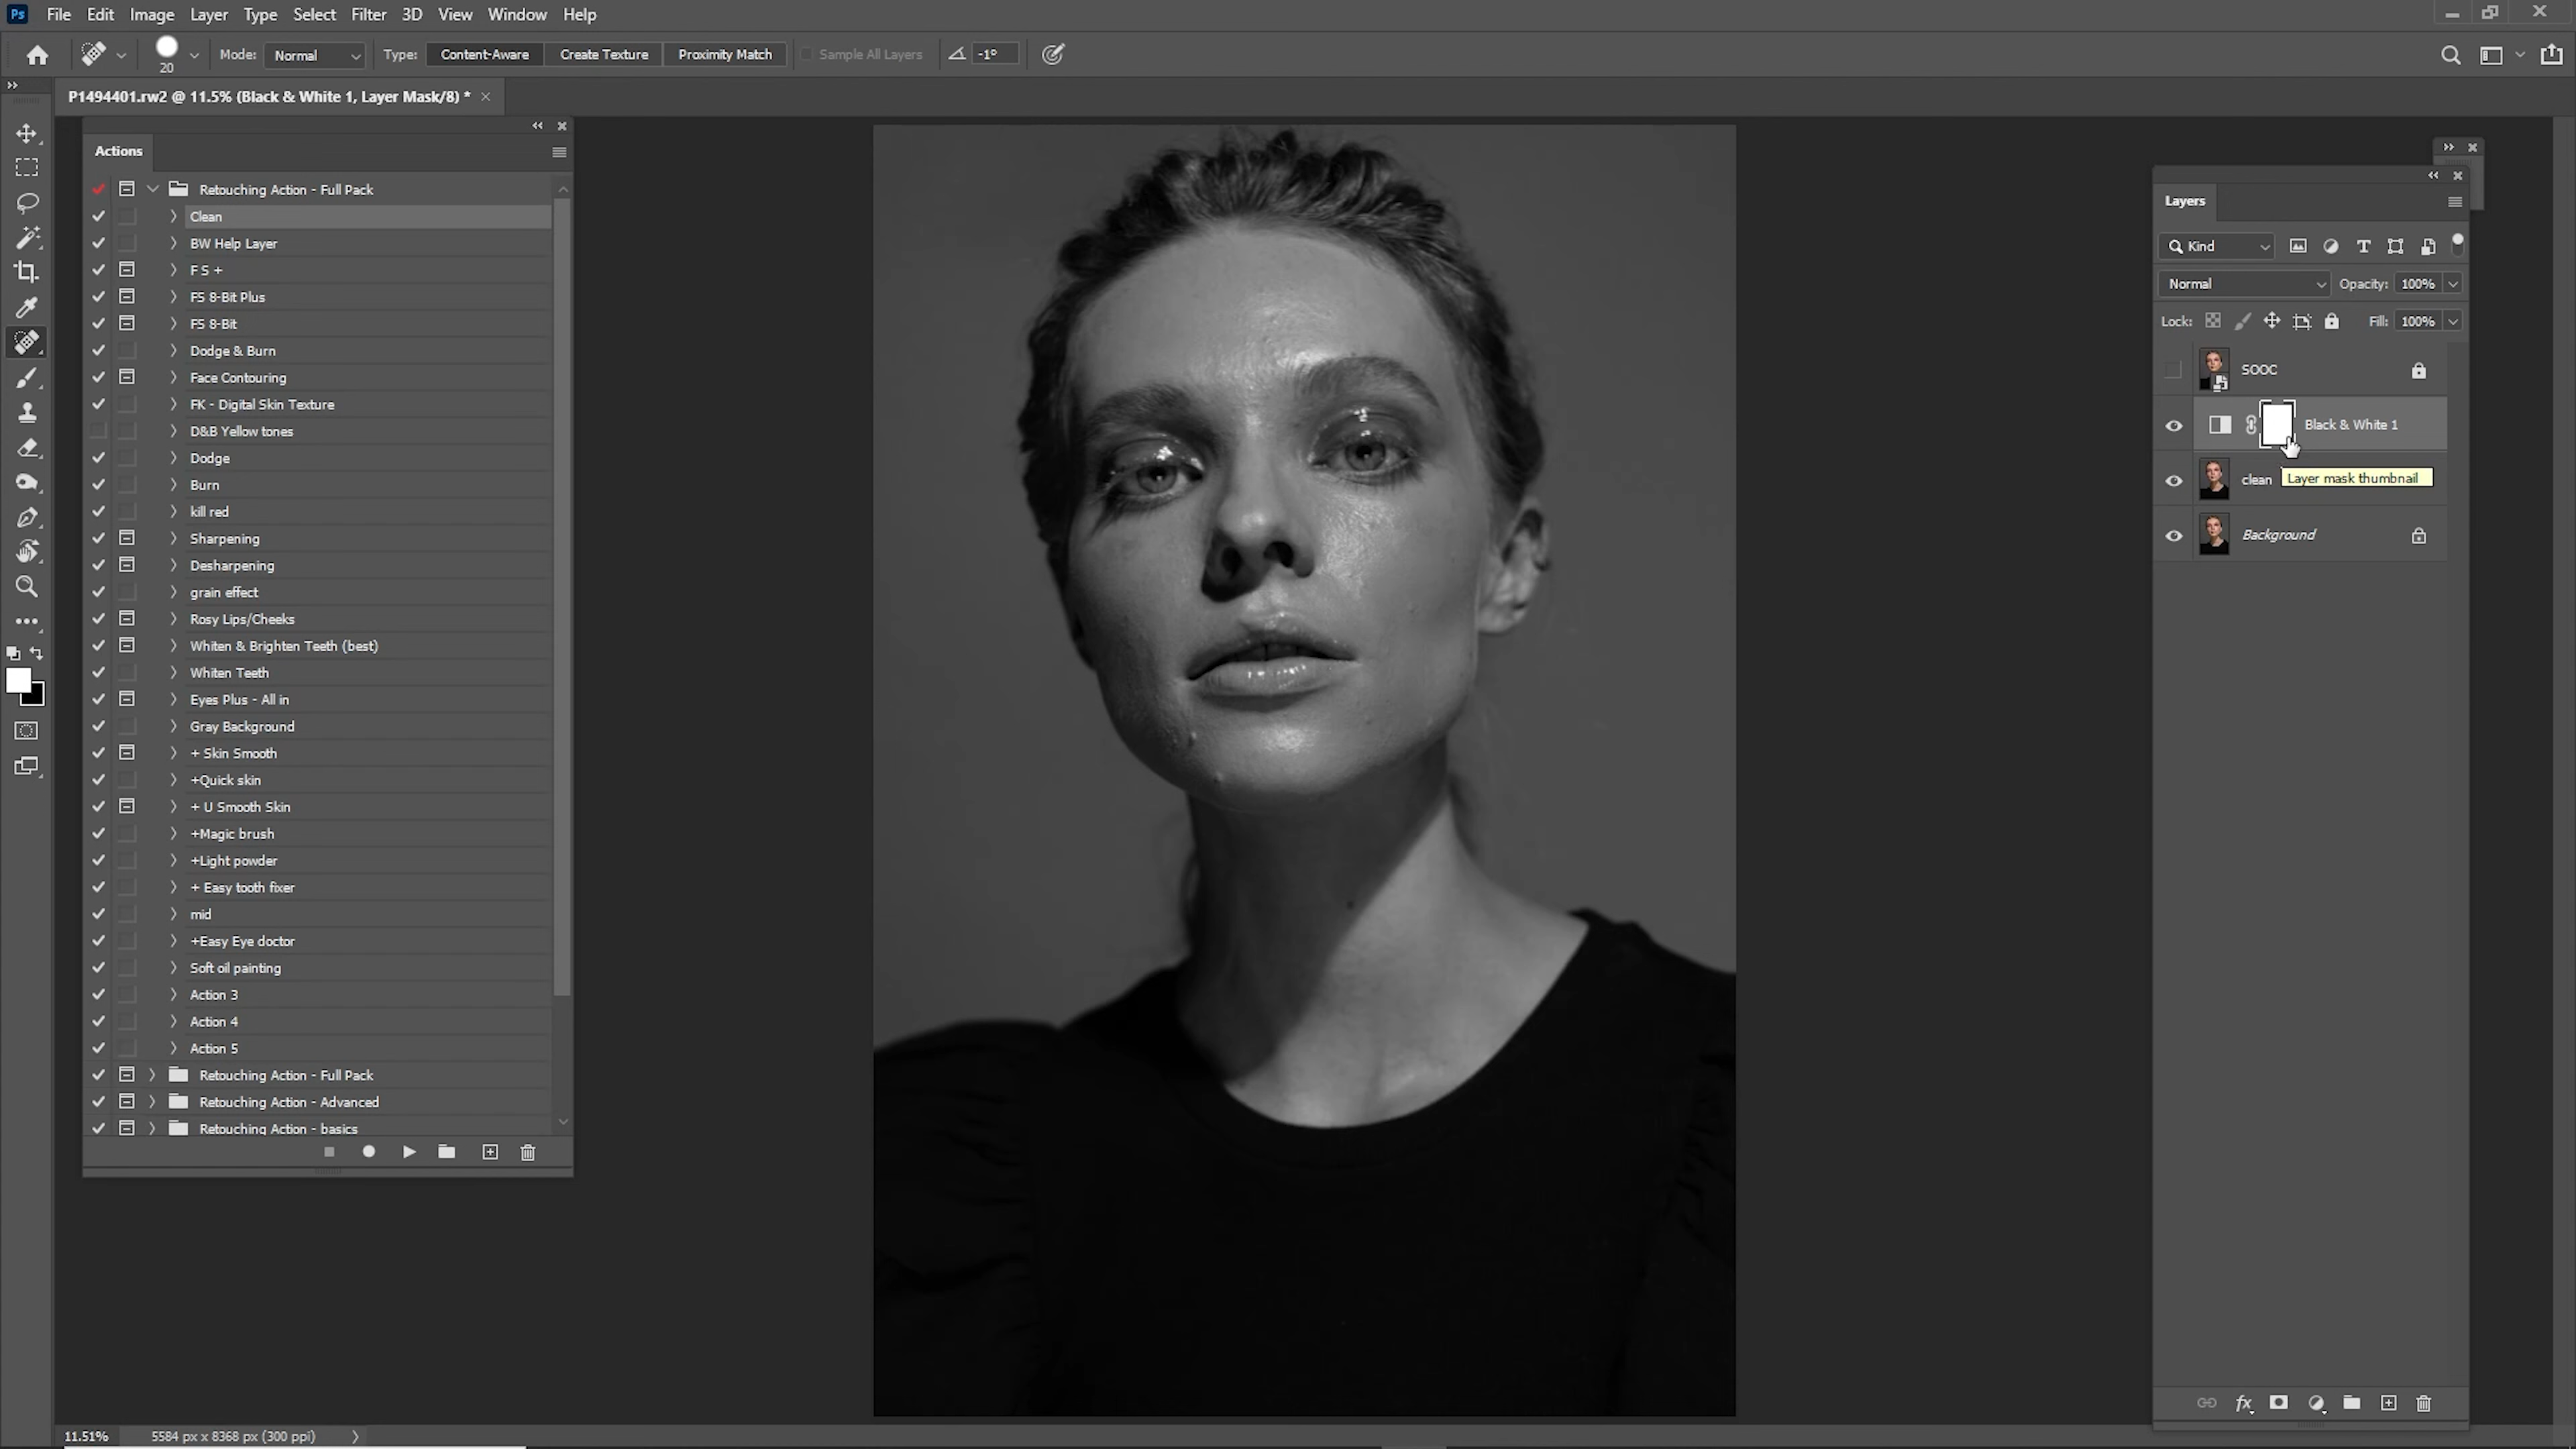 Ps File Edit Image Layer Type Select Filter 3D View Window Help
20 Mode: Normal Type: Content-Aware Create Texture Proximity Match Sample All Layers -1°
P1494401.rw2 @ 11.5% (Black & White 1, Layer Mask/8) *
Actions
Retouching Action - Full Pack
Clean
BW Help Layer
F S +
FS 8-Bit Plus
FS 8-Bit
Dodge & Burn
Face Contouring
FK - Digital Skin Texture
D&B Yellow tones
Dodge
Burn
kill red
Sharpening
Desharpening
grain effect
Rosy Lips/Cheeks
Whiten & Brighten Teeth (best)
Whiten Teeth
Eyes Plus - All in
Gray Background
+ Skin Smooth
+Quick skin
+ U Smooth Skin
+Magic brush
+Light powder
+ Easy tooth fixer
mid
+Easy Eye doctor
Soft oil painting
Action 3
Action 4
Action 5
Retouching Action - Full Pack
Retouching Action - Advanced
Retouching Action - basics
Layers
Kind
Normal Opacity: 100%
Lock: Fill: 100%
SOOC
Black & White 1
clean Layer mask thumbnail
Background
fx
11.51% 5584 px x 8368 px (300 ppi)